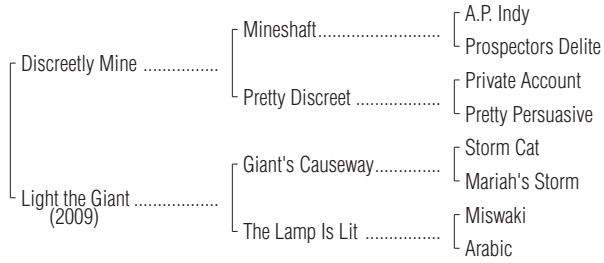 A.P. Indy
Mineshaft..............................
Prospectors Delite
Discreetly Mine ................
Private Account
Pretty Discreet ..................
Pretty Persuasive
Storm Cat
Giant's Causeway................
Mariah's Storm
Light the Giant ..................
(2009)
Miswaki
The Lamp Is Lit ................
Arabic